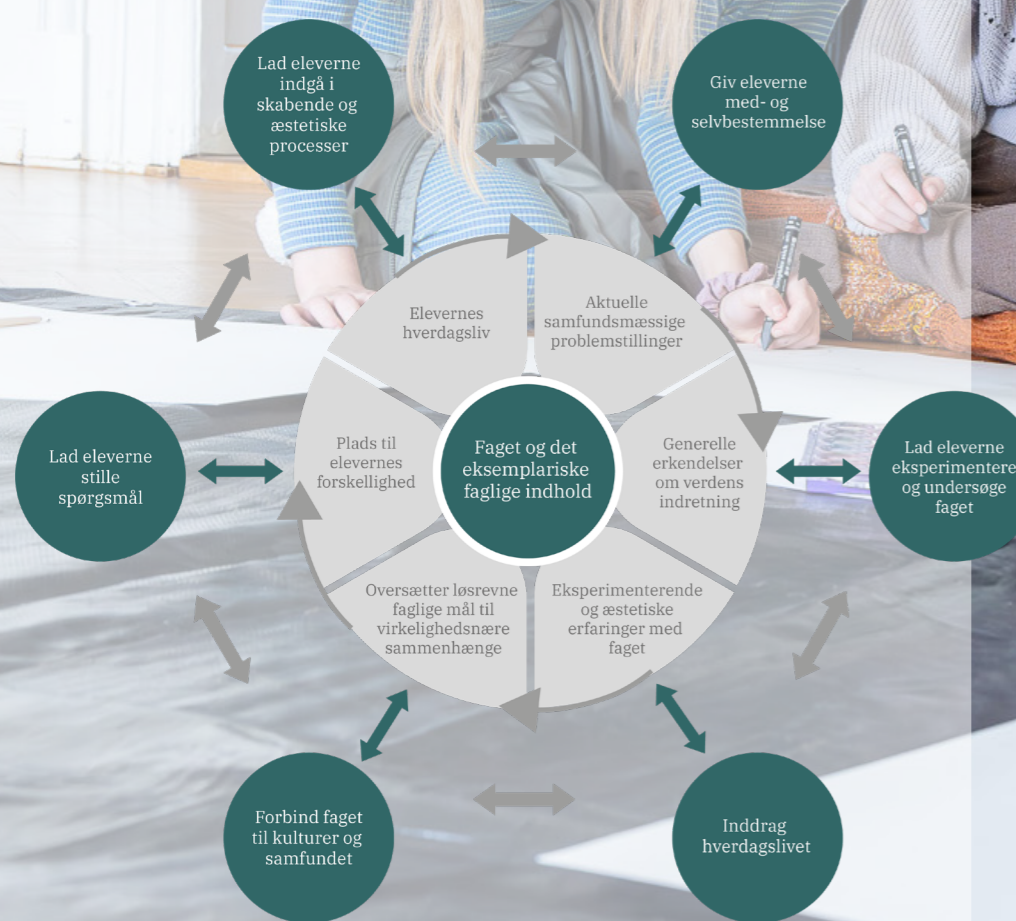 Lad eleverne
indgå i
skabende og
æstetiske
processer
Giv eleverne
med- og
selvbestemmelse
Elevernes
hverdagsliv
Aktuelle
samfundsmæssige
problemstillinger
Lad eleverne
stille
spørgsmål
Plads til
elevernes
forskellighed
Faget og det
eksemplariske
faglige indhold
Generelle
erkendelser
om verdens
indretning
Lad eleverne
eksperimentere
og undersøge
faget
Oversætter løsrevne
faglige mål til
virkelighedsnære
sammenhænge
Eksperimenterende
og æstetiske
erfaringer med
faget
Forbind faget
til kulturer og
samfundet
Inddrag
hverdagslivet